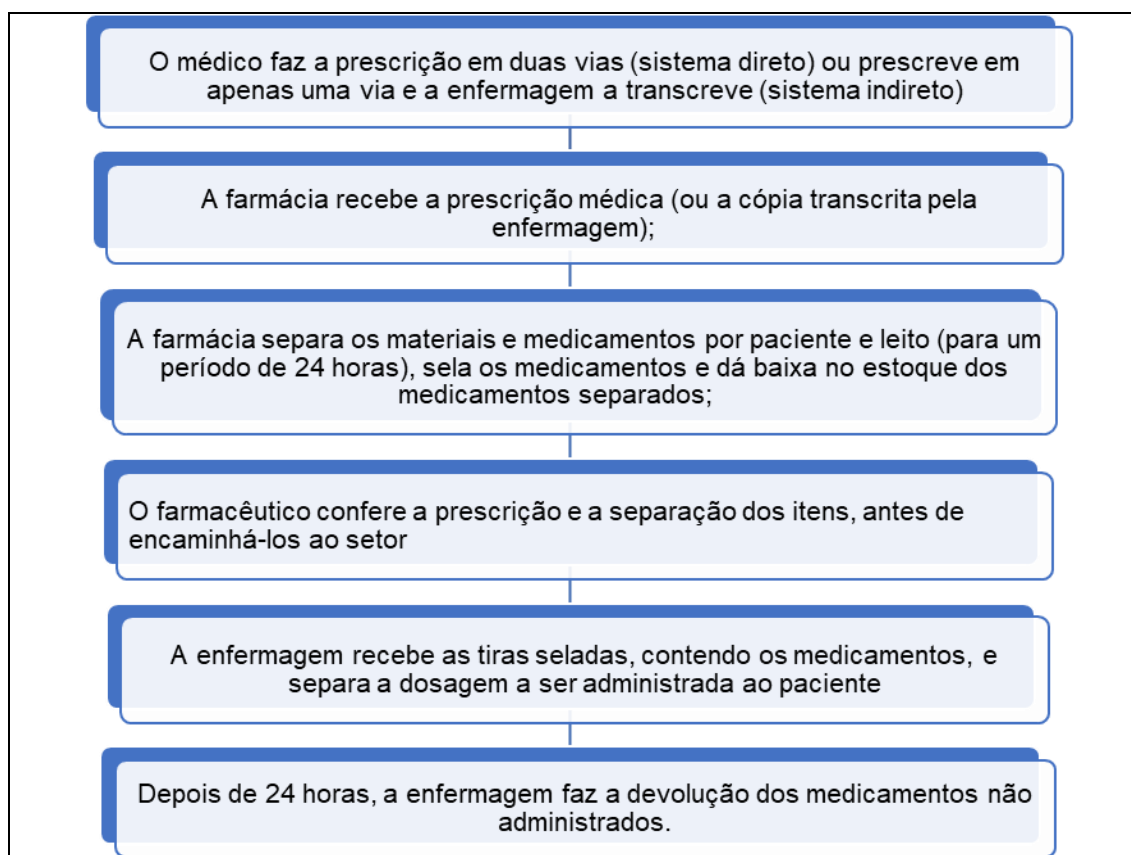 O médico faz a prescrição em duas vias (sistema direto) ou prescreve em
apenas uma via e a enfermagem a transcreve (sistema indireto)
A farmácia recebe a prescrição médica (ou a cópia transcrita pela
enfermagem);
A farmácia separa os materiais e medicamentos por paciente e leito (para um
período de 24 horas), sela os medicamentos e dá baixa no estoque dos
medicamentos separados;
O farmacêutico confere a prescrição e a separação dos itens, antes de
encaminhá-los ao setor
A enfermagem recebe as tiras seladas, contendo os medicamentos, e
separa a dosagem a ser administrada ao paciente
Depois de 24 horas, a enfermagem faz a devolução dos medicamentos não
administrados.